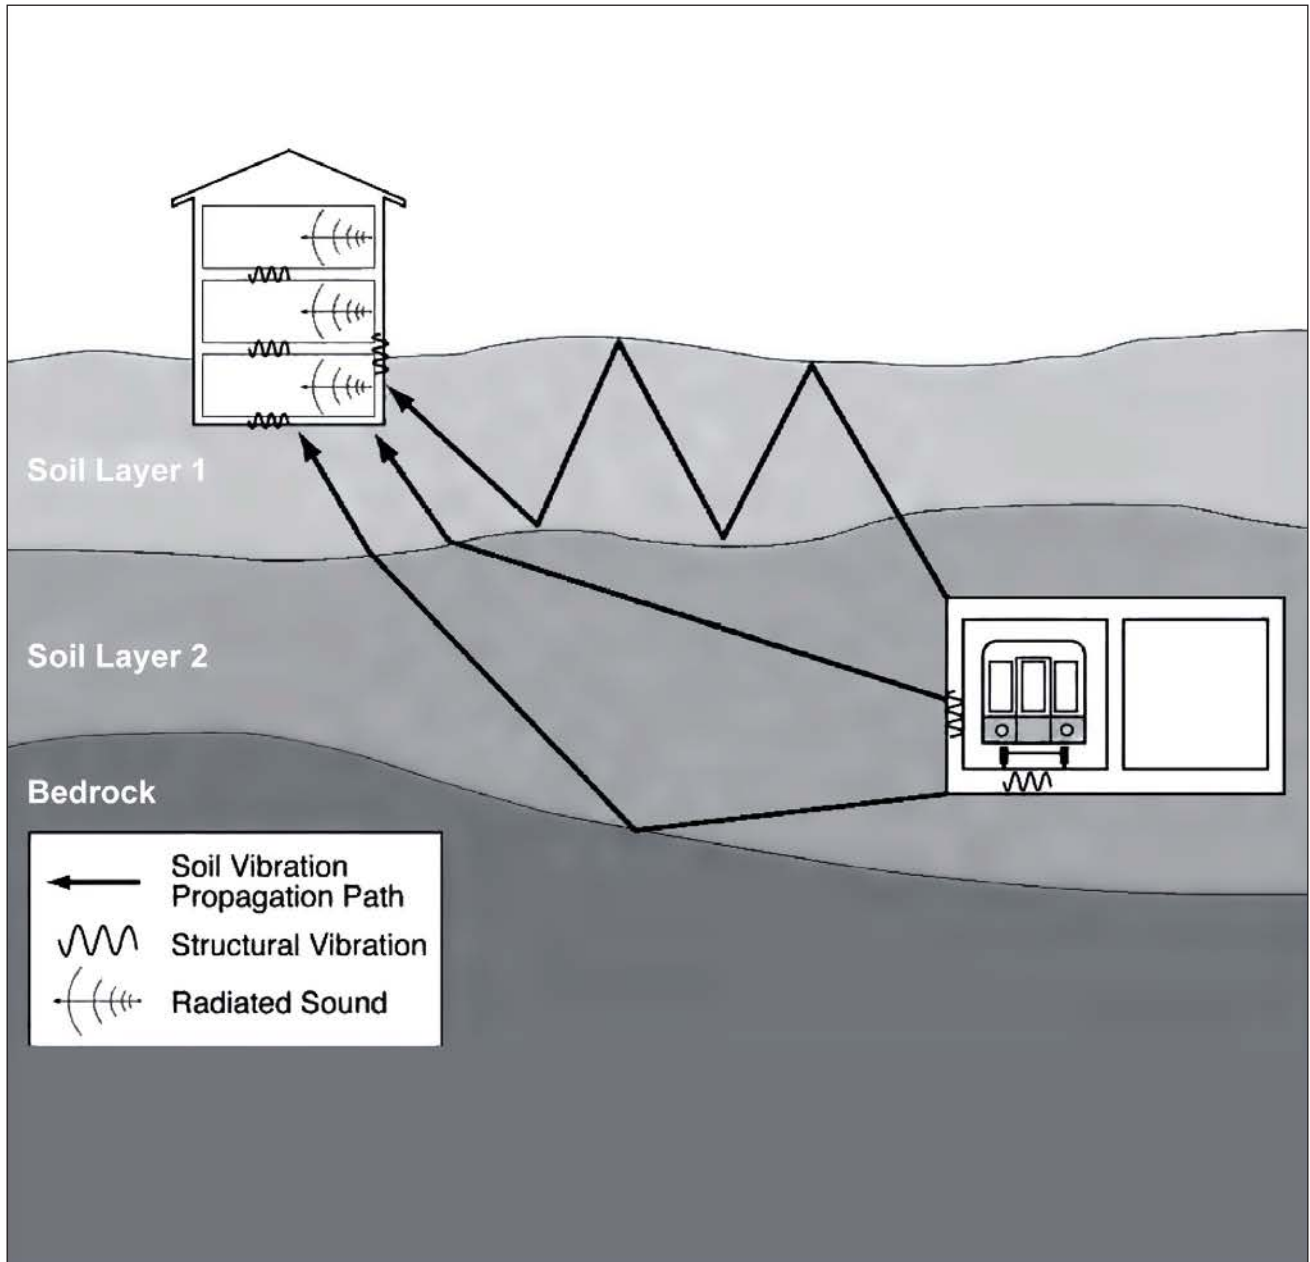 Soil Layer 1
Soil Layer 2
Bedrock
Soil Vibration
Propagation Path
Structural Vibration
Radiated Sound